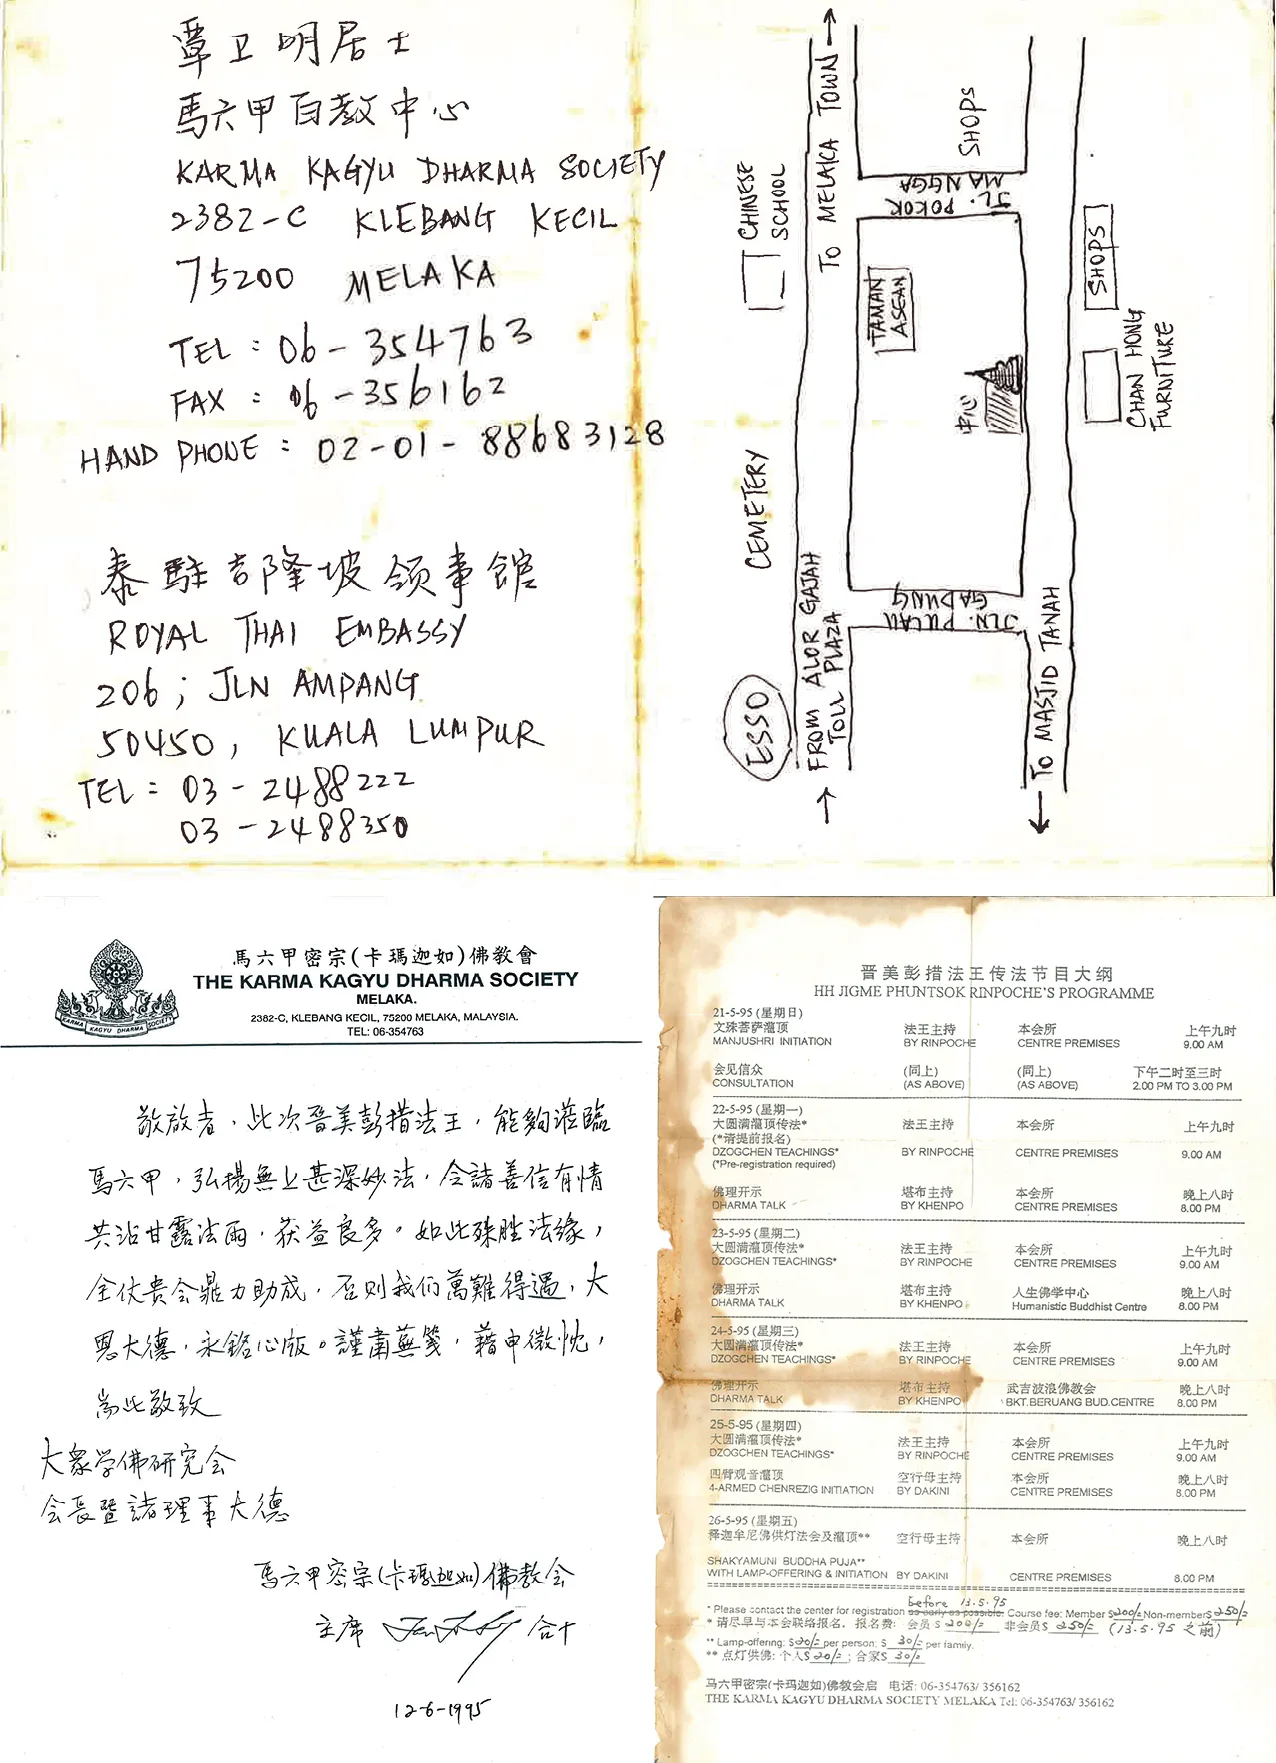 覃卫明居士
馬六甲白教中心
KARMA KAGYU DHARMA SOCIETY
2382-C KLEBANG KECIL
75200 MELAKA
TEL : 06-354763
FAX : 06-356162
HAND PHONE : 02-01-88683128
泰駐吉隆坡领事館
ROYAL THAI EMBASSY
206; JLN AMPANG
50450, KUALA LUMPUR
TEL : 03-2488222
03-2488350
TO MELAKA TOWN
SHOPS
JL. POKOK MANGGA
CHINESE SCHOOL
TAMAN ASEAN
SHOPS
中心
CHAN HONG FURNITURE
CEMETERY
JLN. PULAU GADUNG
ESSO
FROM ALOR GAJAH TOLL PLAZA
TO MASJID TANAH
馬六甲密宗(卡瑪迦如)佛教會
THE KARMA KAGYU DHARMA SOCIETY
MELAKA.
2382-C, KLEBANG KECIL, 75200 MELAKA, MALAYSIA.
TEL: 06-354763
KARMA KAGYU DHARMA SOCIETY
敬啟者，此次晋美彭措法王，能夠蒞臨
馬六甲，弘揚無上甚深妙法，令諸善信有情
共沾甘露法雨，获益良多。如此殊胜法缘，
全仗贵会鼎力助成，否则我们萬難得遇，大
恩大德，永銘心版。謹肅蕪箋，藉申微忱，
耑此敬致
大眾学佛研究会
会長暨諸理事大德
馬六甲密宗(卡瑪迦如)佛教会
主席 合十
12-6-1995
晋美彭措法王传法节目大纲
HH JIGME PHUNTSOK RINPOCHE'S PROGRAMME
21-5-95 (星期日)
文殊菩萨灌顶 法王主持 本会所 上午九时
MANJUSHRI INITIATION BY RINPOCHE CENTRE PREMISES 9.00 AM
会见信众 (同上) (同上) 下午二时至三时
CONSULTATION (AS ABOVE) (AS ABOVE) 2.00 PM TO 3.00 PM
22-5-95 (星期一)
大圆满灌顶传法* 法王主持 本会所 上午九时
(*请提前报名)
DZOGCHEN TEACHINGS* BY RINPOCHE CENTRE PREMISES 9.00 AM
(*Pre-registration required)
佛理开示 塔布主持 本会所 晚上八时
DHARMA TALK BY KHENPO CENTRE PREMISES 8.00 PM
23-5-95 (星期二)
大圆满灌顶传法* 法王主持 本会所 上午九时
DZOGCHEN TEACHINGS* BY RINPOCHE CENTRE PREMISES 9.00 AM
佛理开示 塔布主持 人生佛学中心 晚上八时
DHARMA TALK BY KHENPO Humanistic Buddhist Centre 8.00 PM
24-5-95 (星期三)
大圆满灌顶传法* 法王主持 本会所 上午九时
DZOGCHEN TEACHINGS* BY RINPOCHE CENTRE PREMISES 9.00 AM
佛理开示 塔布主持 武吉波浪佛教会 晚上八时
DHARMA TALK BY KHENPO BKT.BERUANG BUD.CENTRE 8.00 PM
25-5-95 (星期四)
大圆满灌顶传法* 法王主持 本会所 上午九时
DZOGCHEN TEACHINGS* BY RINPOCHE CENTRE PREMISES 9.00 AM
四臂观音灌顶 空行母主持 本会所 晚上八时
4-ARMED CHENREZIG INITIATION BY DAKINI CENTRE PREMISES 8.00 PM
26-5-95 (星期五)
释迦牟尼佛供灯法会及灌顶** 空行母主持 本会所 晚上八时
SHAKYAMUNI BUDDHA PUJA**
WITH LAMP-OFFERING & INITIATION BY DAKINI CENTRE PREMISES 8.00 PM
before 13.5.95
* Please contact the center for registration as early as possible. Course fee: Member $200/= Non-member $250/=
* 请尽早与本会联络报名，报名费: 会员 $ 200/= 非会员 $ 250/= (13.5.95 之前)
** Lamp-offering: $20/= per person; $ 30/= per family.
** 点灯供佛: 个人$20/=; 合家$ 30/=
马六甲密宗(卡玛迦如)佛教会启 电话: 06-354763/ 356162
THE KARMA KAGYU DHARMA SOCIETY MELAKA Tel: 06-354763/ 356162